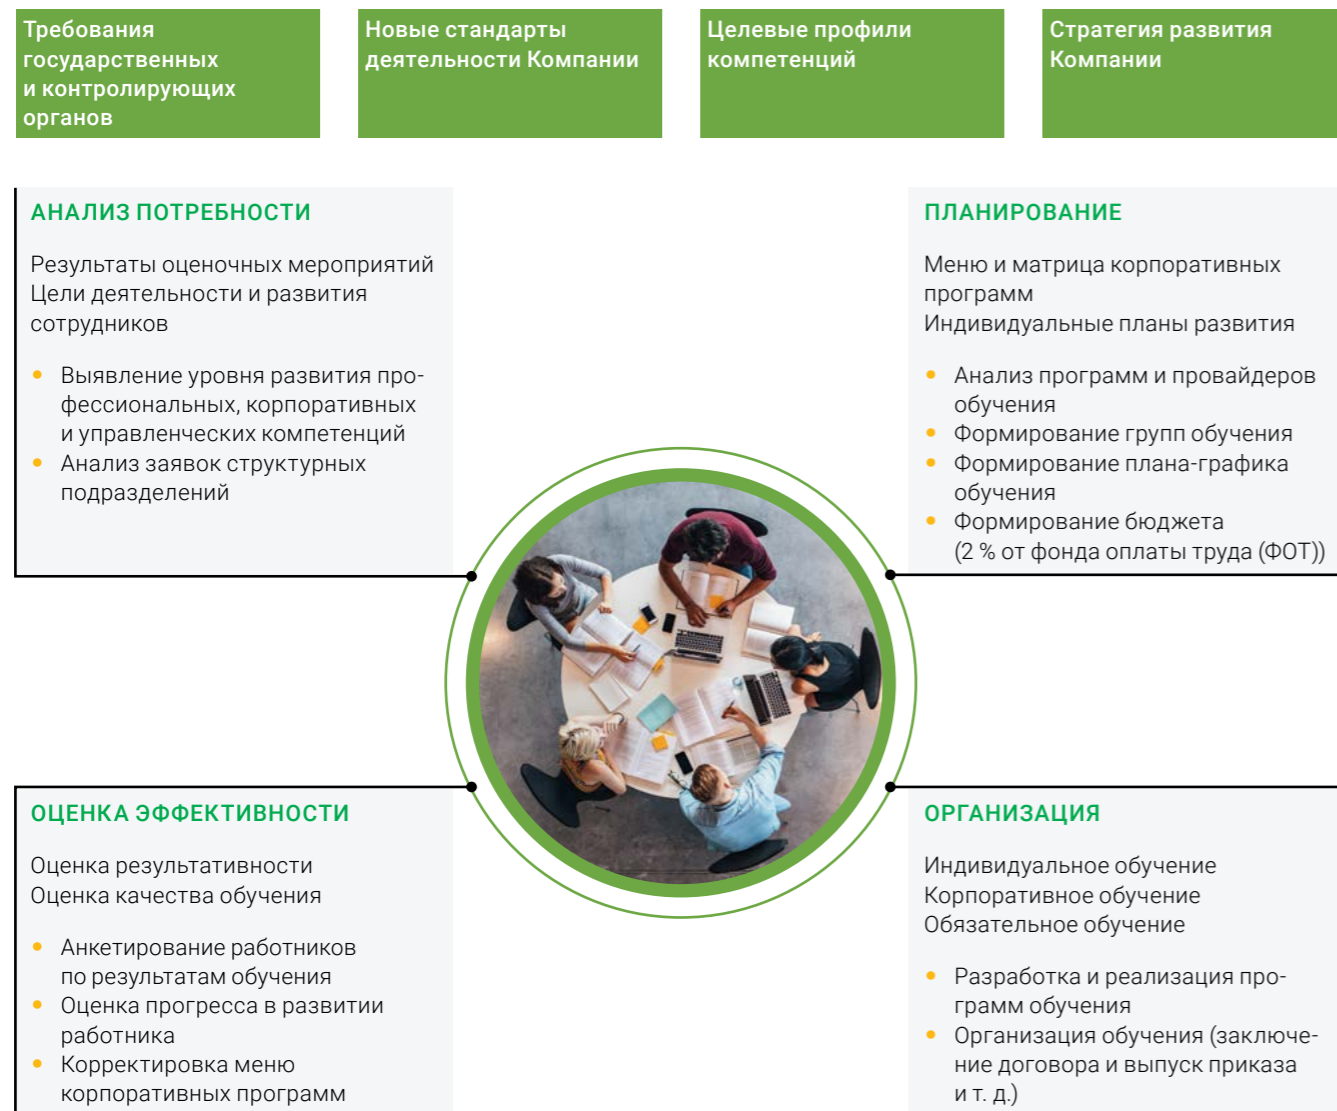 Требования
государственных
и контролирующих
органов
Новые стандарты
деятельности Компании
Целевые профили
компетенций
Стратегия развития
Компании
АНАЛИЗ ПОТРЕБНОСТИ
Результаты оценочных мероприятий
Цели деятельности и развития
сотрудников
• Выявление уровня развития про-
фессиональных, корпоративных
и управленческих компетенций
• Анализ заявок структурных
подразделений
ПЛАНИРОВАНИЕ
Меню и матрица корпоративных
программ
Индивидуальные планы развития
• Анализ программ и провайдеров
обучения
• Формирование групп обучения
• Формирование плана-графика
обучения
• Формирование бюджета
(2 % от фонда оплаты труда (ФОТ))
ОЦЕНКА ЭФФЕКТИВНОСТИ
Оценка результативности
Оценка качества обучения
• Анкетирование работников
по результатам обучения
• Оценка прогресса в развитии
работника
• Корректировка меню
корпоративных программ
ОРГАНИЗАЦИЯ
Индивидуальное обучение
Корпоративное обучение
Обязательное обучение
• Разработка и реализация про-
грамм обучения
• Организация обучения (заключе-
ние договора и выпуск приказа
и т. д.)